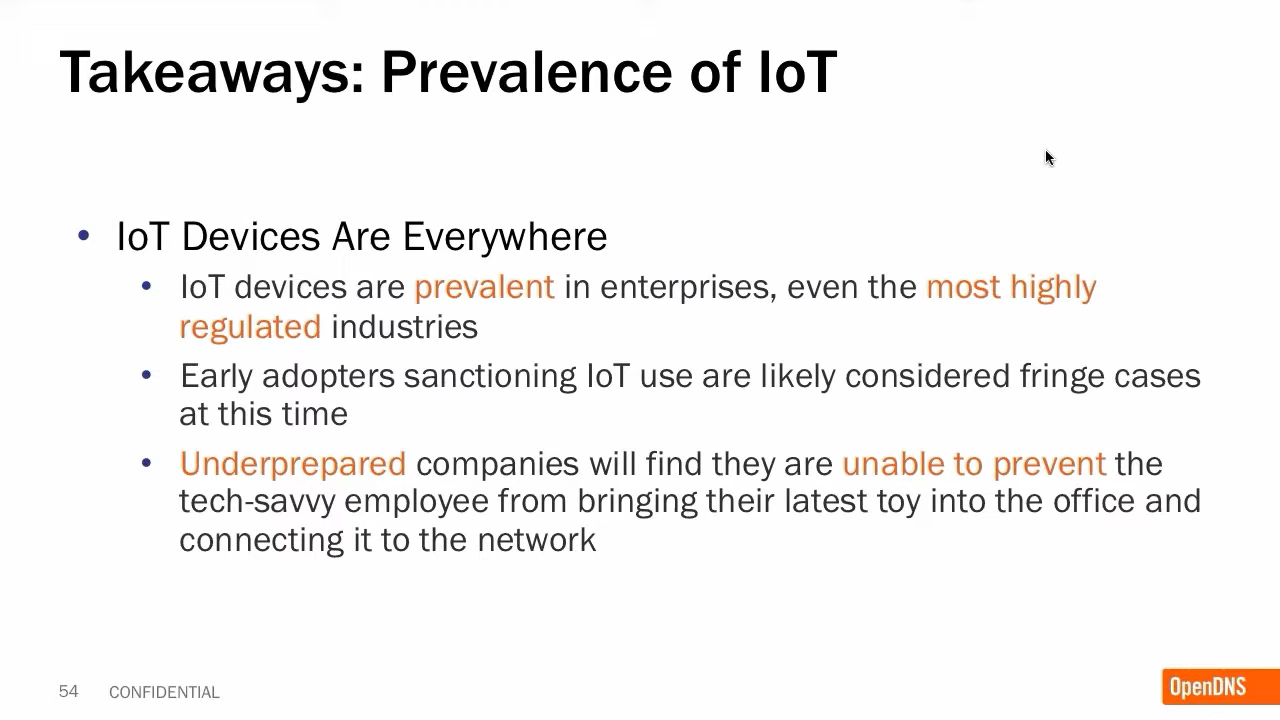 Takeaways: Prevalence of IoT
• IoT Devices Are Everywhere
• IoT devices are prevalent in enterprises, even the most highly
regulated industries
• Early adopters sanctioning IoT use are likely considered fringe cases
at this time
• Underprepared companies will find they are unable to prevent the
tech-savvy employee from bringing their latest toy into the office and
connecting it to the network
54 CONFIDENTIAL
OpenDNS